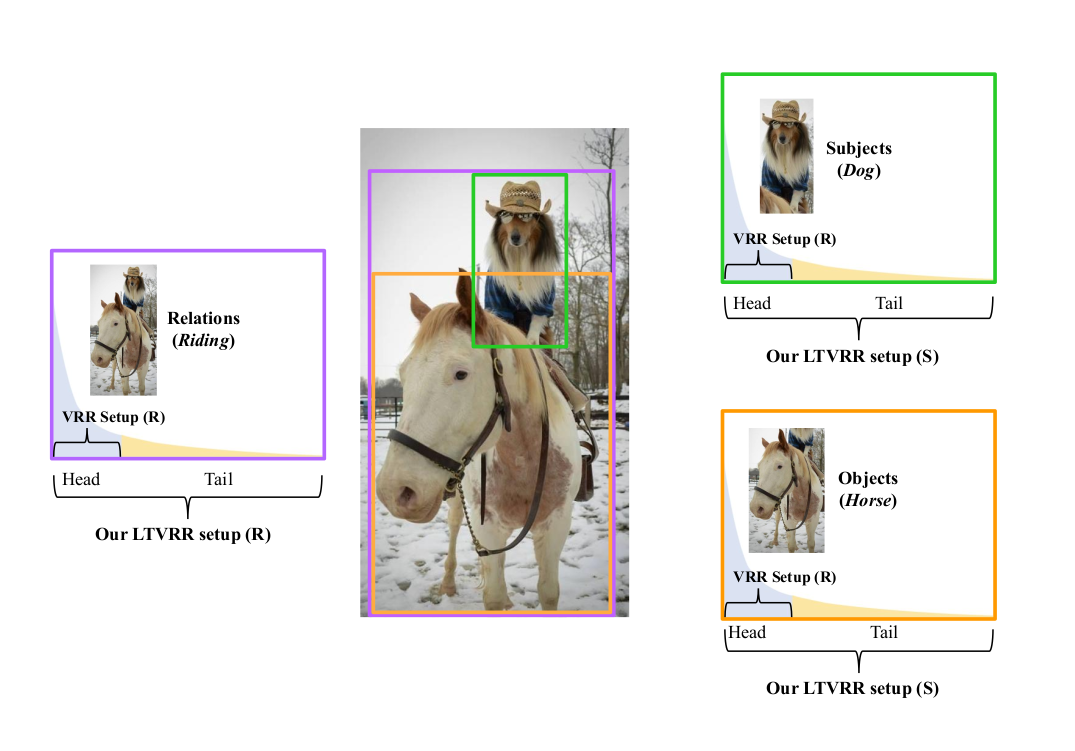 Relations
(Riding)
VRR Setup (R)
Head Tail
Our LTVRR setup (R)
Subjects
(Dog)
VRR Setup (R)
Head Tail
Our LTVRR setup (S)
Objects
(Horse)
VRR Setup (R)
Head Tail
Our LTVRR setup (S)